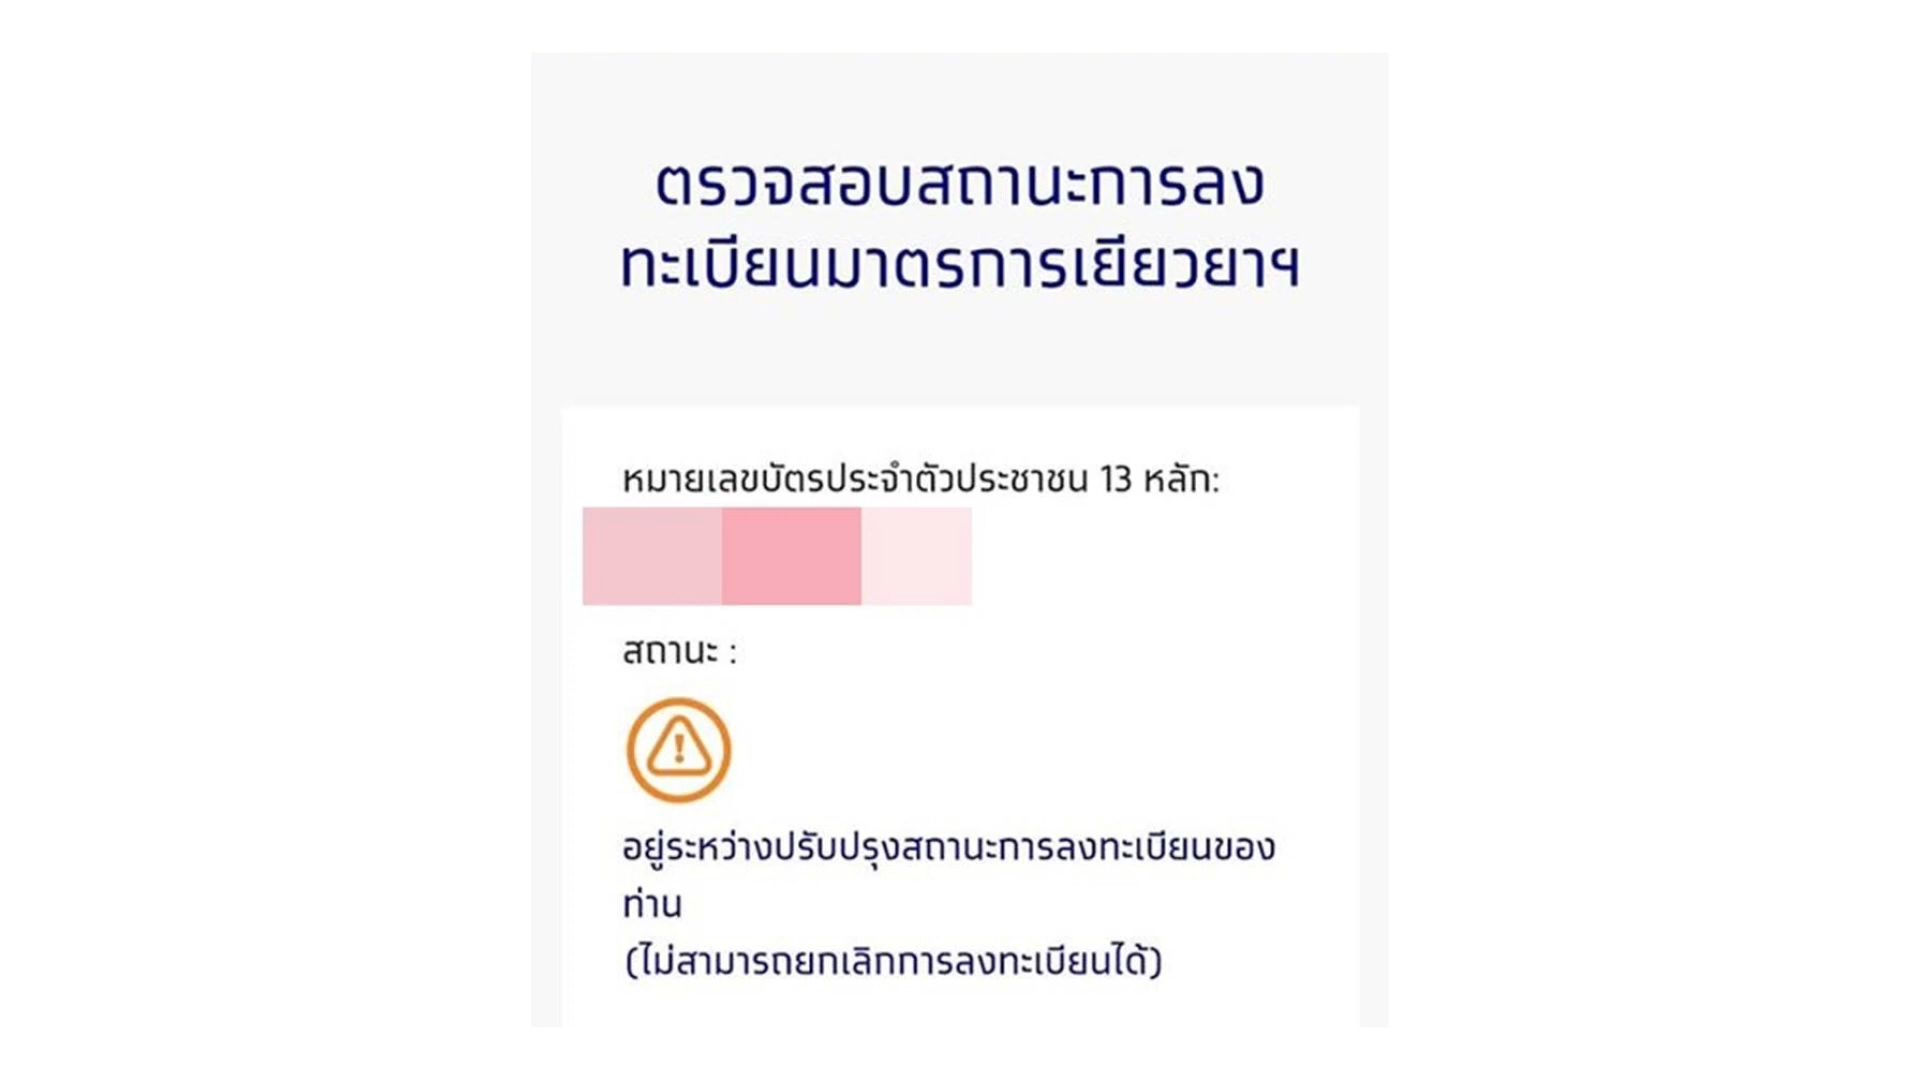 ตรวจสอบสถานะการลง
ทะเบียนมาตรการเยียวยาฯ
หมายเลขบัตรประจำตัวประชาชน 13 หลัก:
สถานะ :
อยู่ระหว่างปรับปรุงสถานะการลงทะเบียนของ
ท่าน
(ไม่สามารถยกเลิกการลงทะเบียนได้)